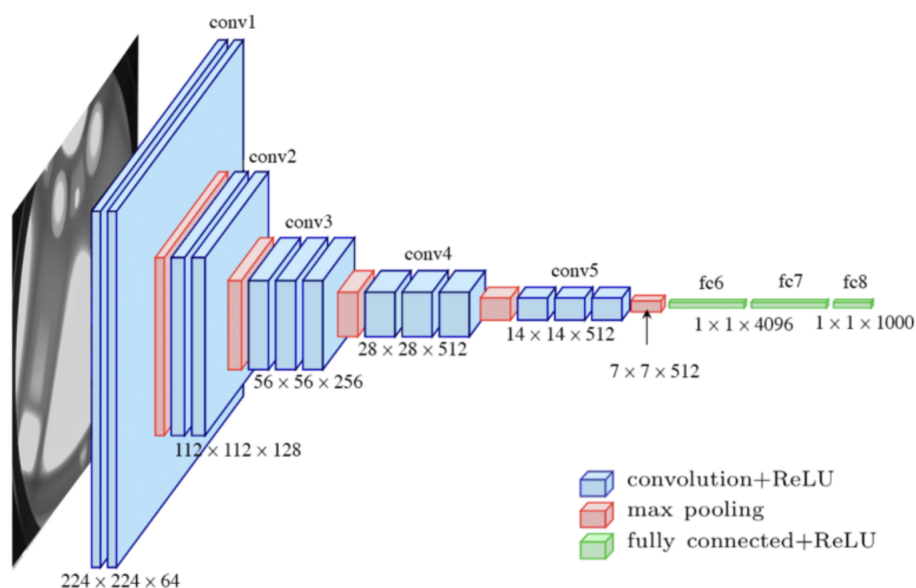 conv1
conv2
conv3
conv4
conv5
fc6
fc7
fc8
224 × 224 × 64
112 × 112 × 128
56 × 56 × 256
28 × 28 × 512
14 × 14 × 512
7 × 7 × 512
1 × 1 × 4096
1 × 1 × 1000
convolution+ReLU
max pooling
fully connected+ReLU